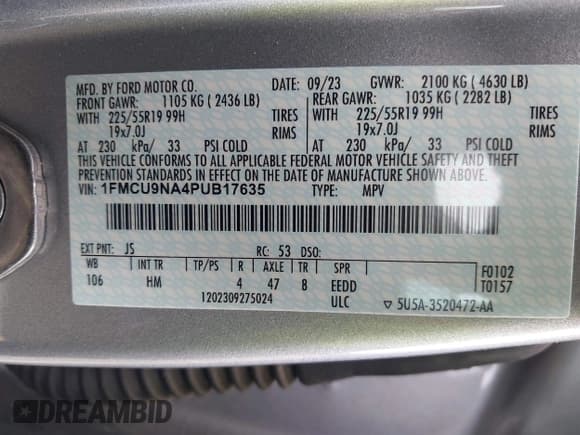 MFD. BY FORD MOTOR CO. DATE: 09/23 GVWR: 2100 KG ( 4630 LB)
FRONT GAWR: 1105 KG ( 2436 LB) REAR GAWR: 1035 KG ( 2282 LB)
WITH 225/55R19 99H TIRES WITH 225/55R19 99H TIRES
19x7.0J RIMS 19x7.0J RIMS
AT 230 kPa/ 33 PSI COLD AT 230 kPa/ 33 PSI COLD
THIS VEHICLE CONFORMS TO ALL APPLICABLE FEDERAL MOTOR VEHICLE SAFETY AND THEFT
PREVENTION STANDARDS IN EFFECT ON THE DATE OF MANUFACTURE SHOWN ABOVE.
VIN: 1FMCU9NA4PUB17635 TYPE: MPV
EXT PNT: JS RC: 53 DSO:
WB INT TR TP/PS R AXLE TR SPR F0102
106 HM 4 47 8 EEDD T0157
1202309275024 ULC ▽ 5U5A-3520472-AA
DREAMBID